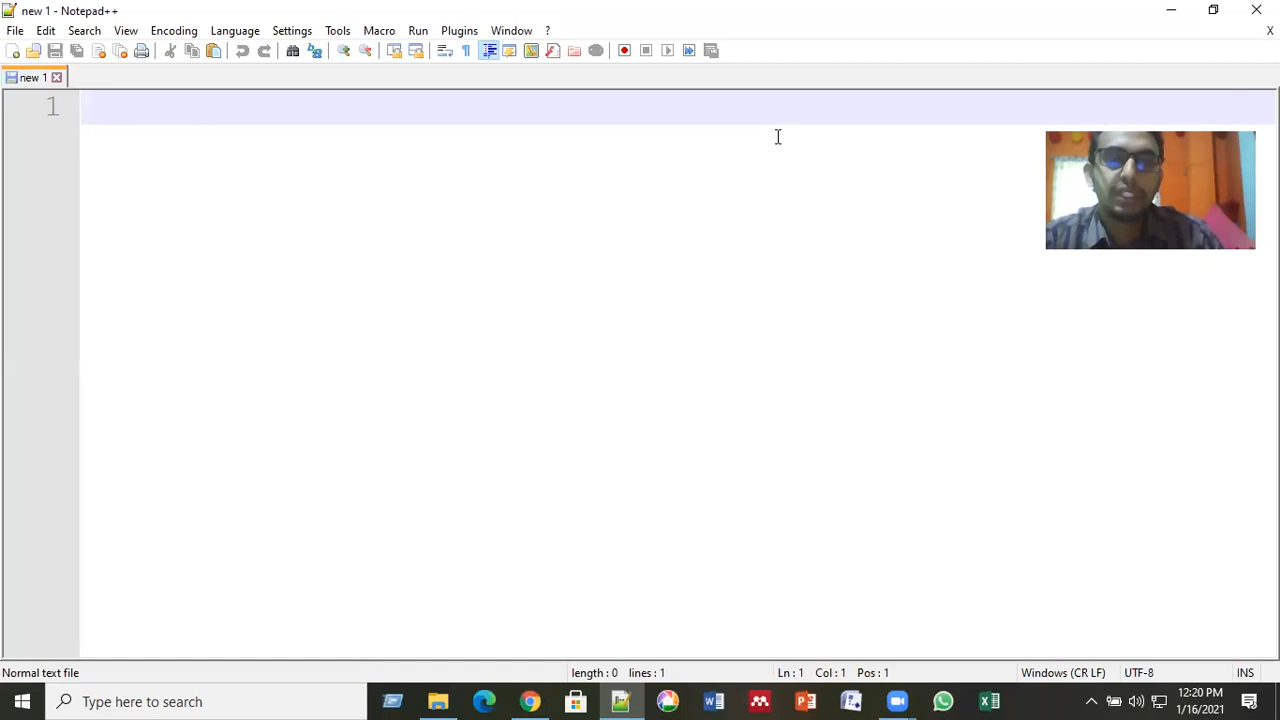 new 1 - Notepad++
File Edit Search View Encoding Language Settings Tools Macro Run Plugins Window ? X
new 1
1
Normal text file length : 0 lines : 1 Ln : 1 Col : 1 Pos : 1 Windows (CR LF) UTF-8 INS
Type here to search
12:20 PM
1/16/2021